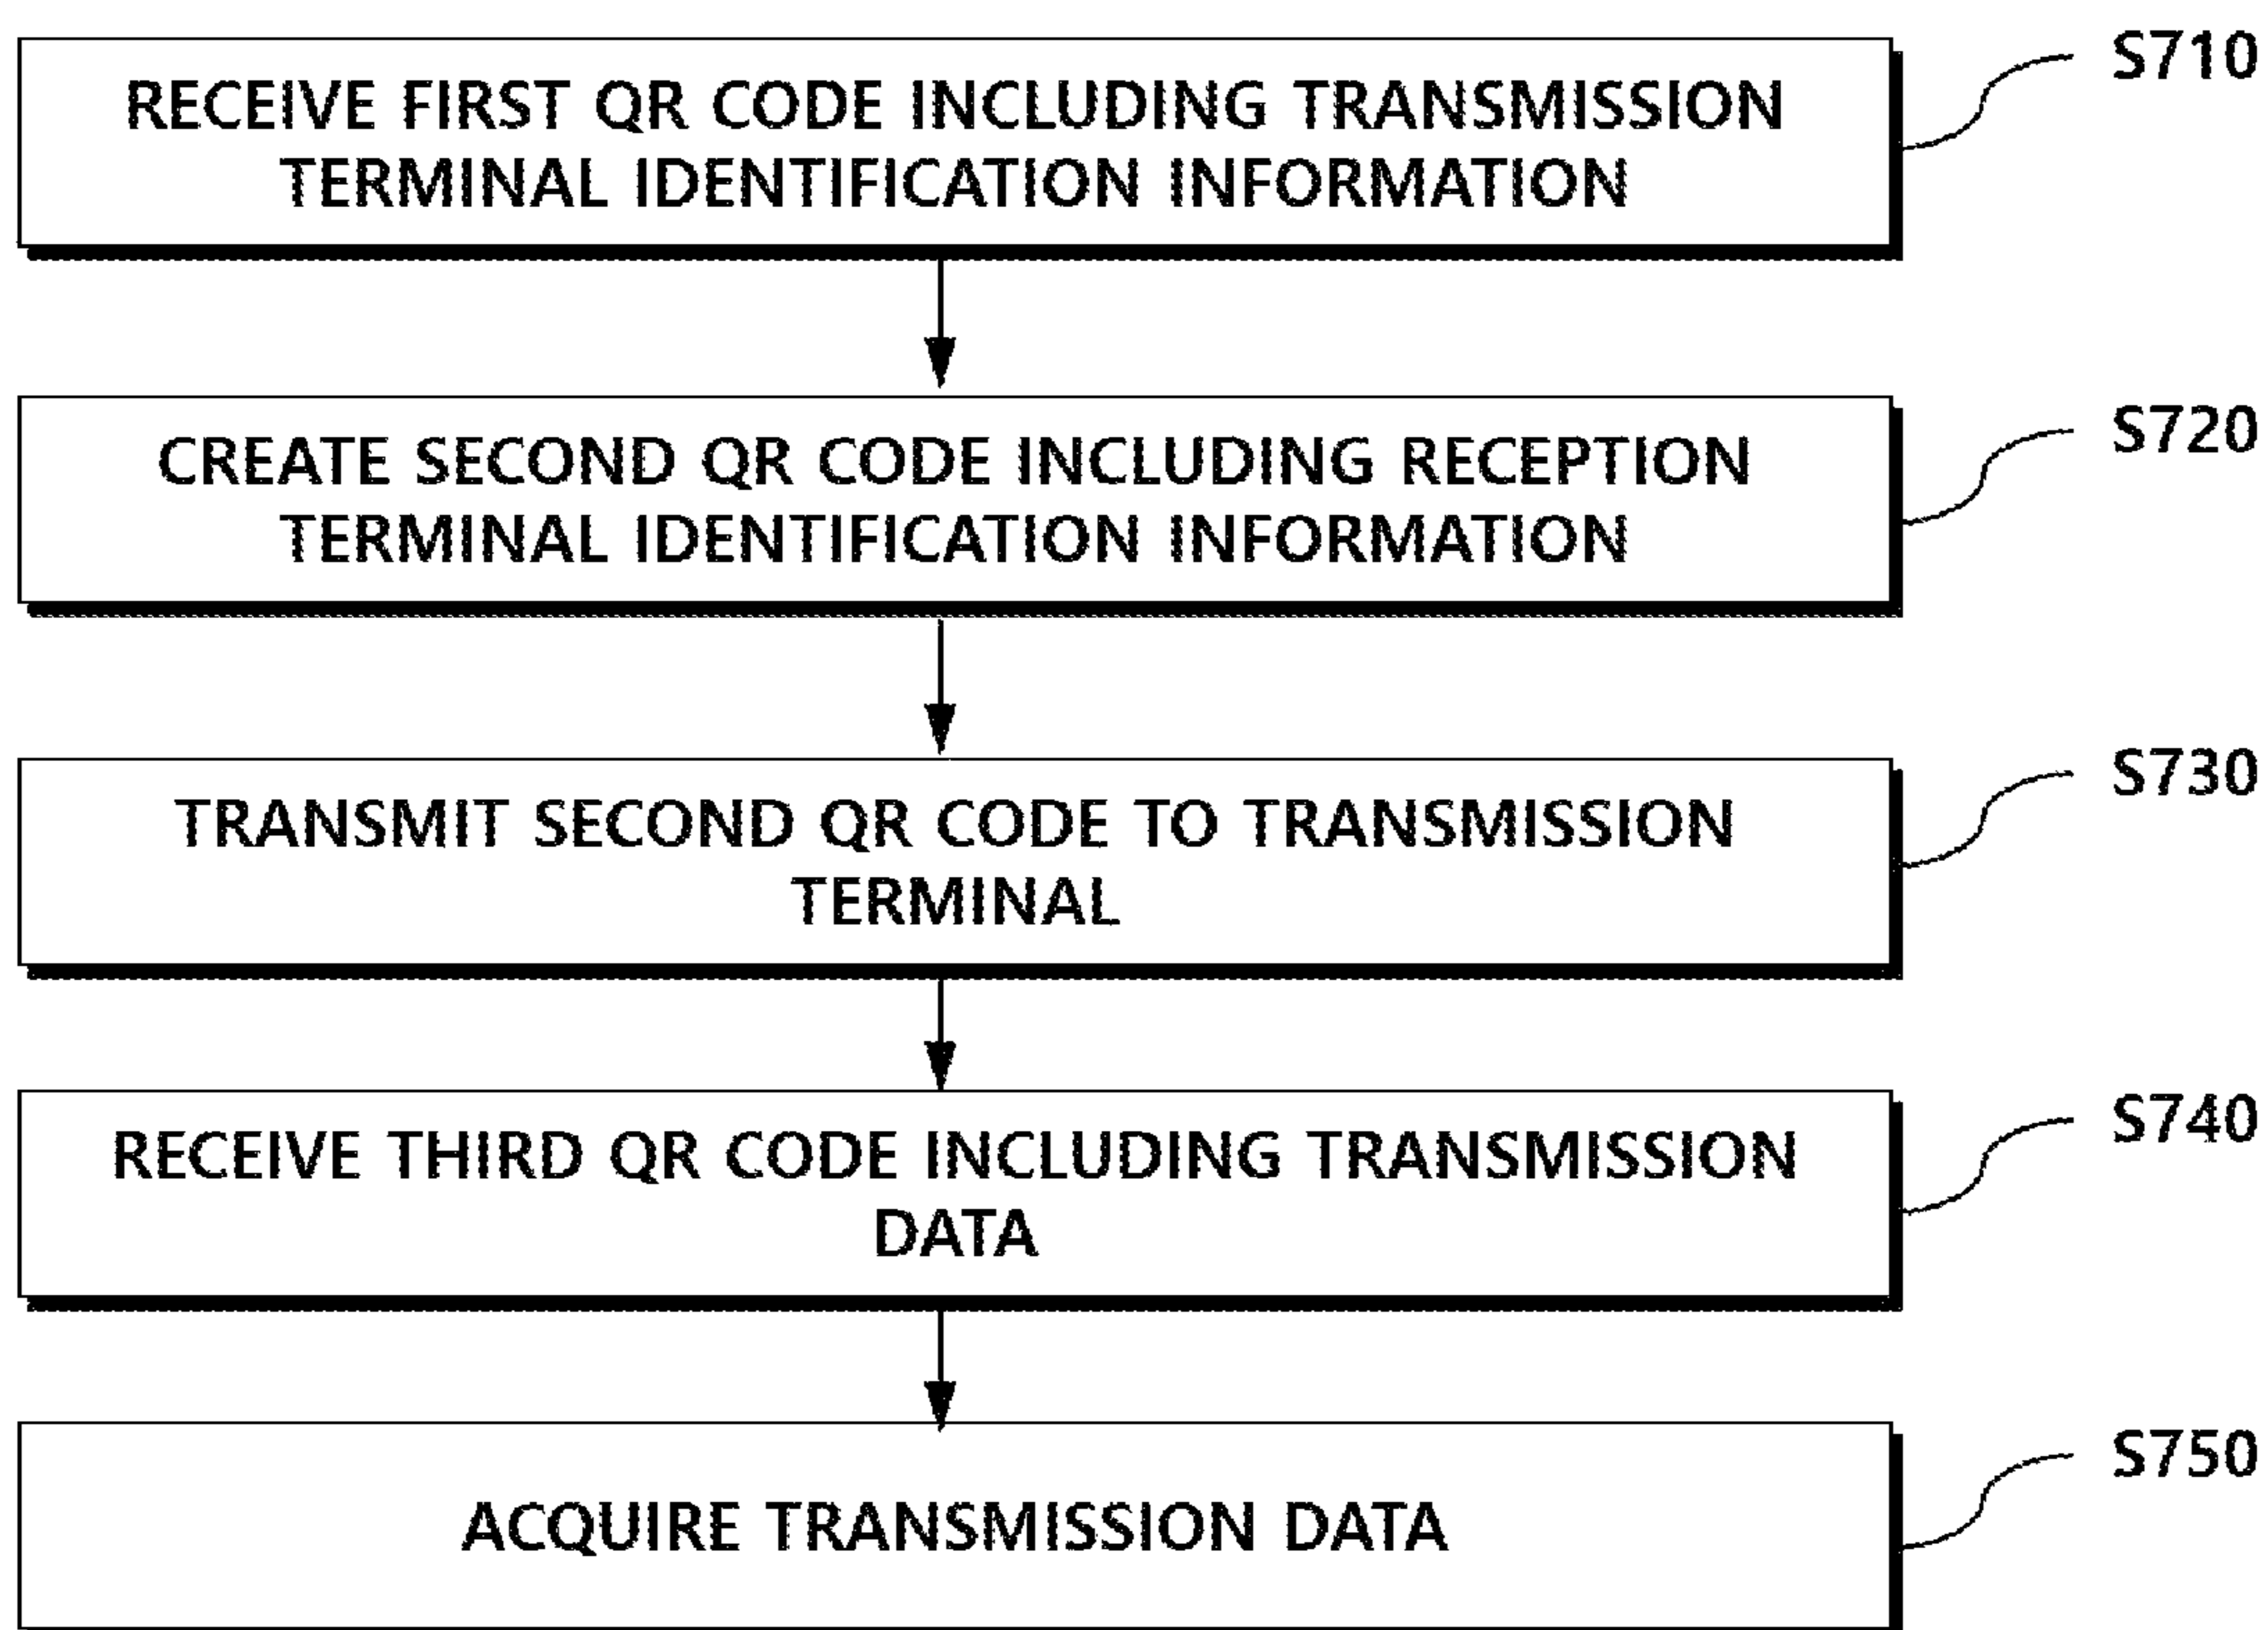 RECEIVE FIRST QR CODE INCLUDING TRANSMISSION
TERMINAL IDENTIFICATION INFORMATION
S710
CREATE SECOND QR CODE INCLUDING RECEPTION
TERMINAL IDENTIFICATION INFORMATION
S720
TRANSMIT SECOND QR CODE TO TRANSMISSION
TERMINAL
S730
RECEIVE THIRD QR CODE INCLUDING TRANSMISSION
DATA
S740
ACQUIRE TRANSMISSION DATA
S750